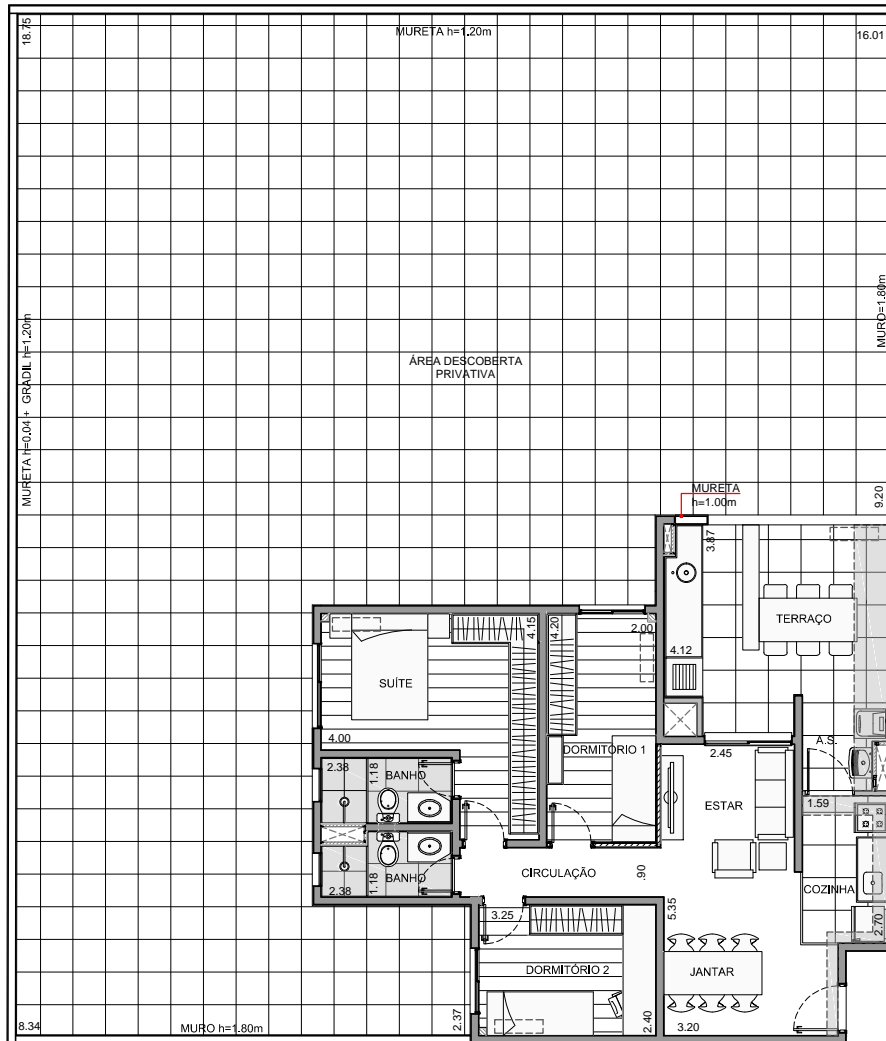 18.75
MURETA h=1.20m
16.01
MURO=1.80m
MURETA h=0.04 + GRADIL h=1.20m
ÁREA DESCOBERTA
PRIVATIVA
9.20
MURETA
h=1.00m
3.87
TERRAÇO
4.15
4.20
2.00
4.12
SUÍTE
4.00
DORMITÓRIO 1
2.45
A.S.
2.38
1.18
BANHO
ESTAR
1.59
CIRCULAÇÃO
.90
COZINHA
2.38
1.18
BANHO
3.25
5.35
2.70
DORMITÓRIO 2
JANTAR
8.34
MURO h=1.80m
2.37
2.40
3.20